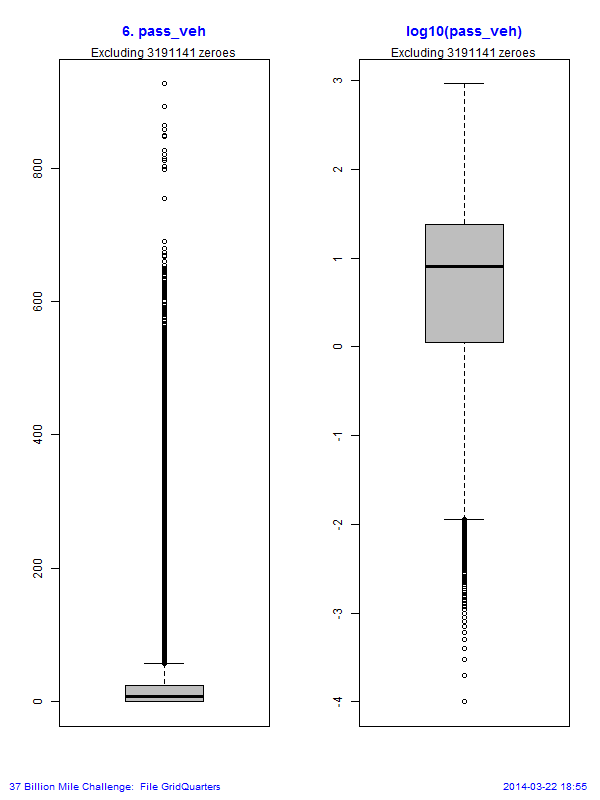 6. pass_veh
Excluding 3191141 zeroes
0
200
400
600
800
log10(pass_veh)
Excluding 3191141 zeroes
-4
-3
-2
-1
0
1
2
3
37 Billion Mile Challenge:  File GridQuarters
2014-03-22 18:55